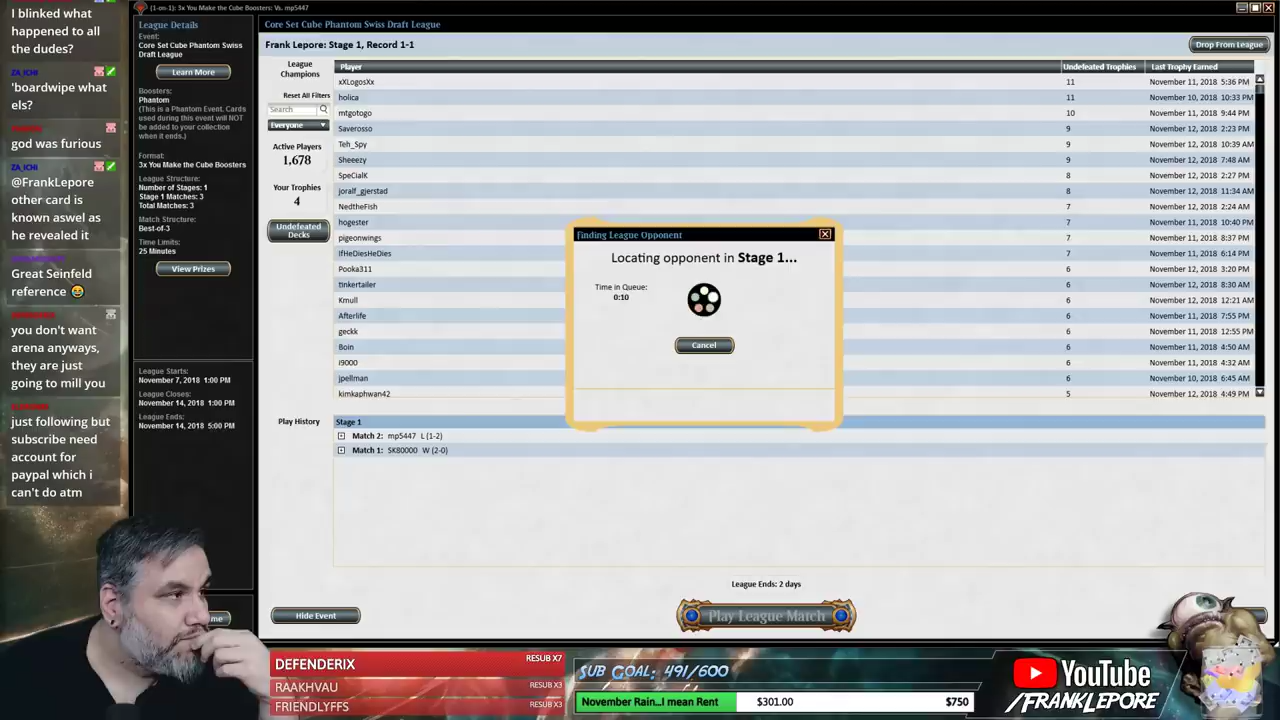 I blinked what
happened to all
the dudes?
ZA_ICHI
'boardwipe what
els?
god was furious
ZA_ICHI
@FrankLepore
other card is
known aswel as
he revealed it
Great Seinfeld
reference 😂
you don't want
arena anyways,
they are just
going to mill you
just following but
subscribe need
account for
paypal which i
can't do atm
(1-on-1): 3x You Make the Cube Boosters: Vs. mp5447
League Details
Event:
Core Set Cube Phantom Swiss
Draft League
Learn More
Boosters:
Phantom
(This is a Phantom Event. Cards
used during this event will NOT
be added to your collection
when it ends.)
Format:
3x You Make the Cube Boosters
League Structure:
Number of Stages: 1
Stage 1 Matches: 3
Total Matches: 3
Match Structure:
Best-of-3
Time Limits:
25 Minutes
View Prizes
League Starts:
November 7, 2018 1:00 PM
League Closes:
November 14, 2018 1:00 PM
League Ends:
November 14, 2018 5:00 PM
me
Core Set Cube Phantom Swiss Draft League
Frank Lepore: Stage 1, Record 1-1
Drop From League
League
Champions
Reset All Filters
Search
Everyone
Active Players
1,678
Your Trophies
4
Undefeated
Decks
Player Undefeated Trophies Last Trophy Earned
xXLogosXx 11 November 11, 2018 5:36 PM
holica 11 November 10, 2018 10:33 PM
mtgotogo 10 November 11, 2018 9:44 PM
Saverosso 9 November 12, 2018 2:23 PM
Teh_Spy 9 November 12, 2018 10:39 AM
Sheeezy 9 November 12, 2018 7:48 AM
SpeCialK 8 November 12, 2018 2:27 PM
joralf_gjerstad 8 November 12, 2018 11:34 AM
NedtheFish 7 November 12, 2018 2:24 AM
hogester 7 November 11, 2018 10:40 PM
pigeonwings 7 November 11, 2018 8:37 PM
IfHeDiesHeDies 7 November 11, 2018 6:14 PM
Pooka311 6 November 12, 2018 3:20 PM
tinkertailer 6 November 12, 2018 8:30 AM
Kmull 6 November 12, 2018 12:21 AM
Afterlife 6 November 11, 2018 7:55 PM
geckk 6 November 11, 2018 12:55 PM
Boin 6 November 11, 2018 4:50 AM
i9000 6 November 11, 2018 4:32 AM
jpellman 6 November 10, 2018 6:45 AM
kimkaphwan42 5 November 12, 2018 4:49 PM
Finding League Opponent
Locating opponent in Stage 1...
Time in Queue:
0:10
Cancel
Play History
Stage 1
Match 2: mp5447 L (1-2)
Match 1: SK80000 W (2-0)
League Ends: 2 days
Hide Event
Play League Match
DEFENDERIX RESUB X7
RAAKHVAU RESUB X3
FRIENDLYFFS RESUB X3
SUB GOAL: 491/600
November Rain...I mean Rent $301.00 $750
YouTube
/FRANKLEPORE